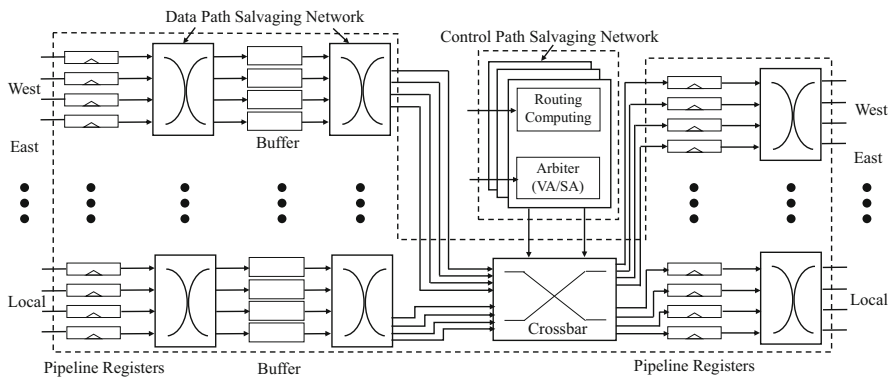 Data Path Salvaging Network
Control Path Salvaging Network
West
East
Buffer
Routing
Computing
Arbiter
(VA/SA)
West
East
Local
Crossbar
Local
Pipeline Registers
Buffer
Pipeline Registers